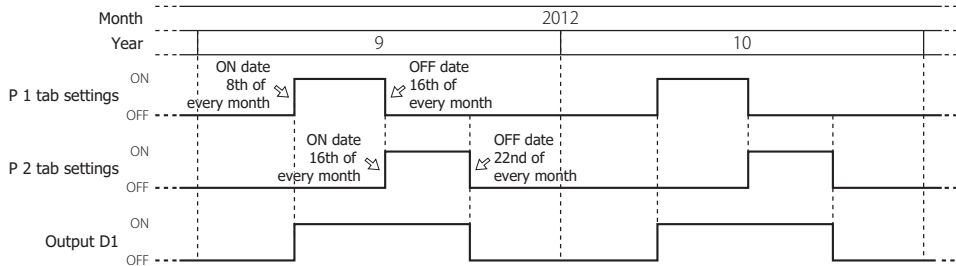 Month 2012
Year 9 10
P 1 tab settings
ON
OFF
ON date
8th of
every month
OFF date
16th of
every month
P 2 tab settings
ON
OFF
ON date
16th of
every month
OFF date
22nd of
every month
Output D1
ON
OFF